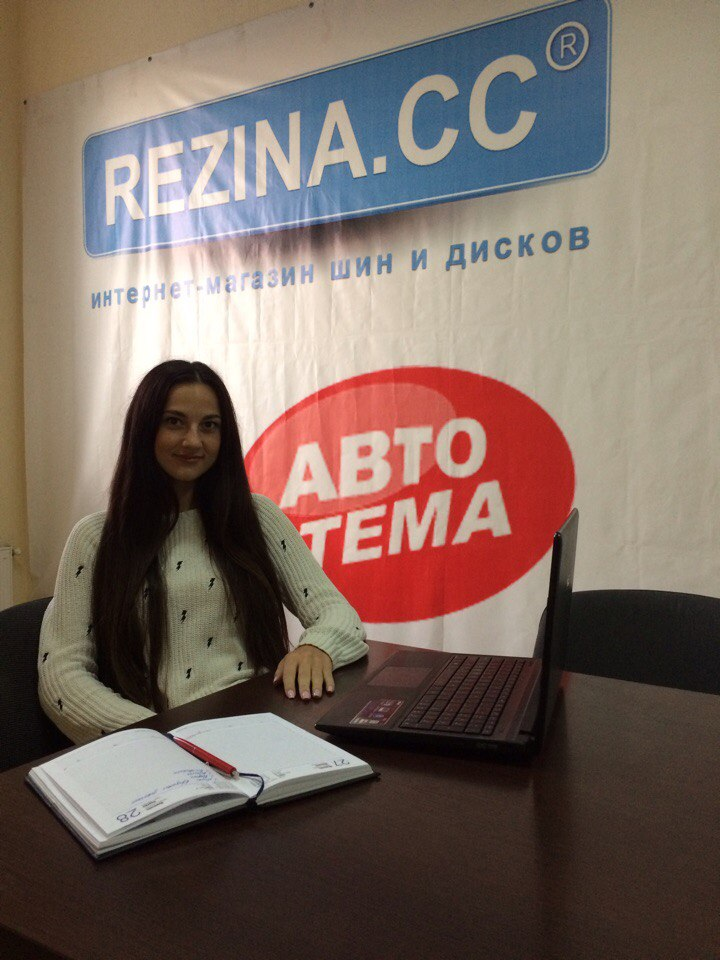 REZINA.CC®
интернет-магазин шин и дисков
АВТО
ТЕМА
27
28